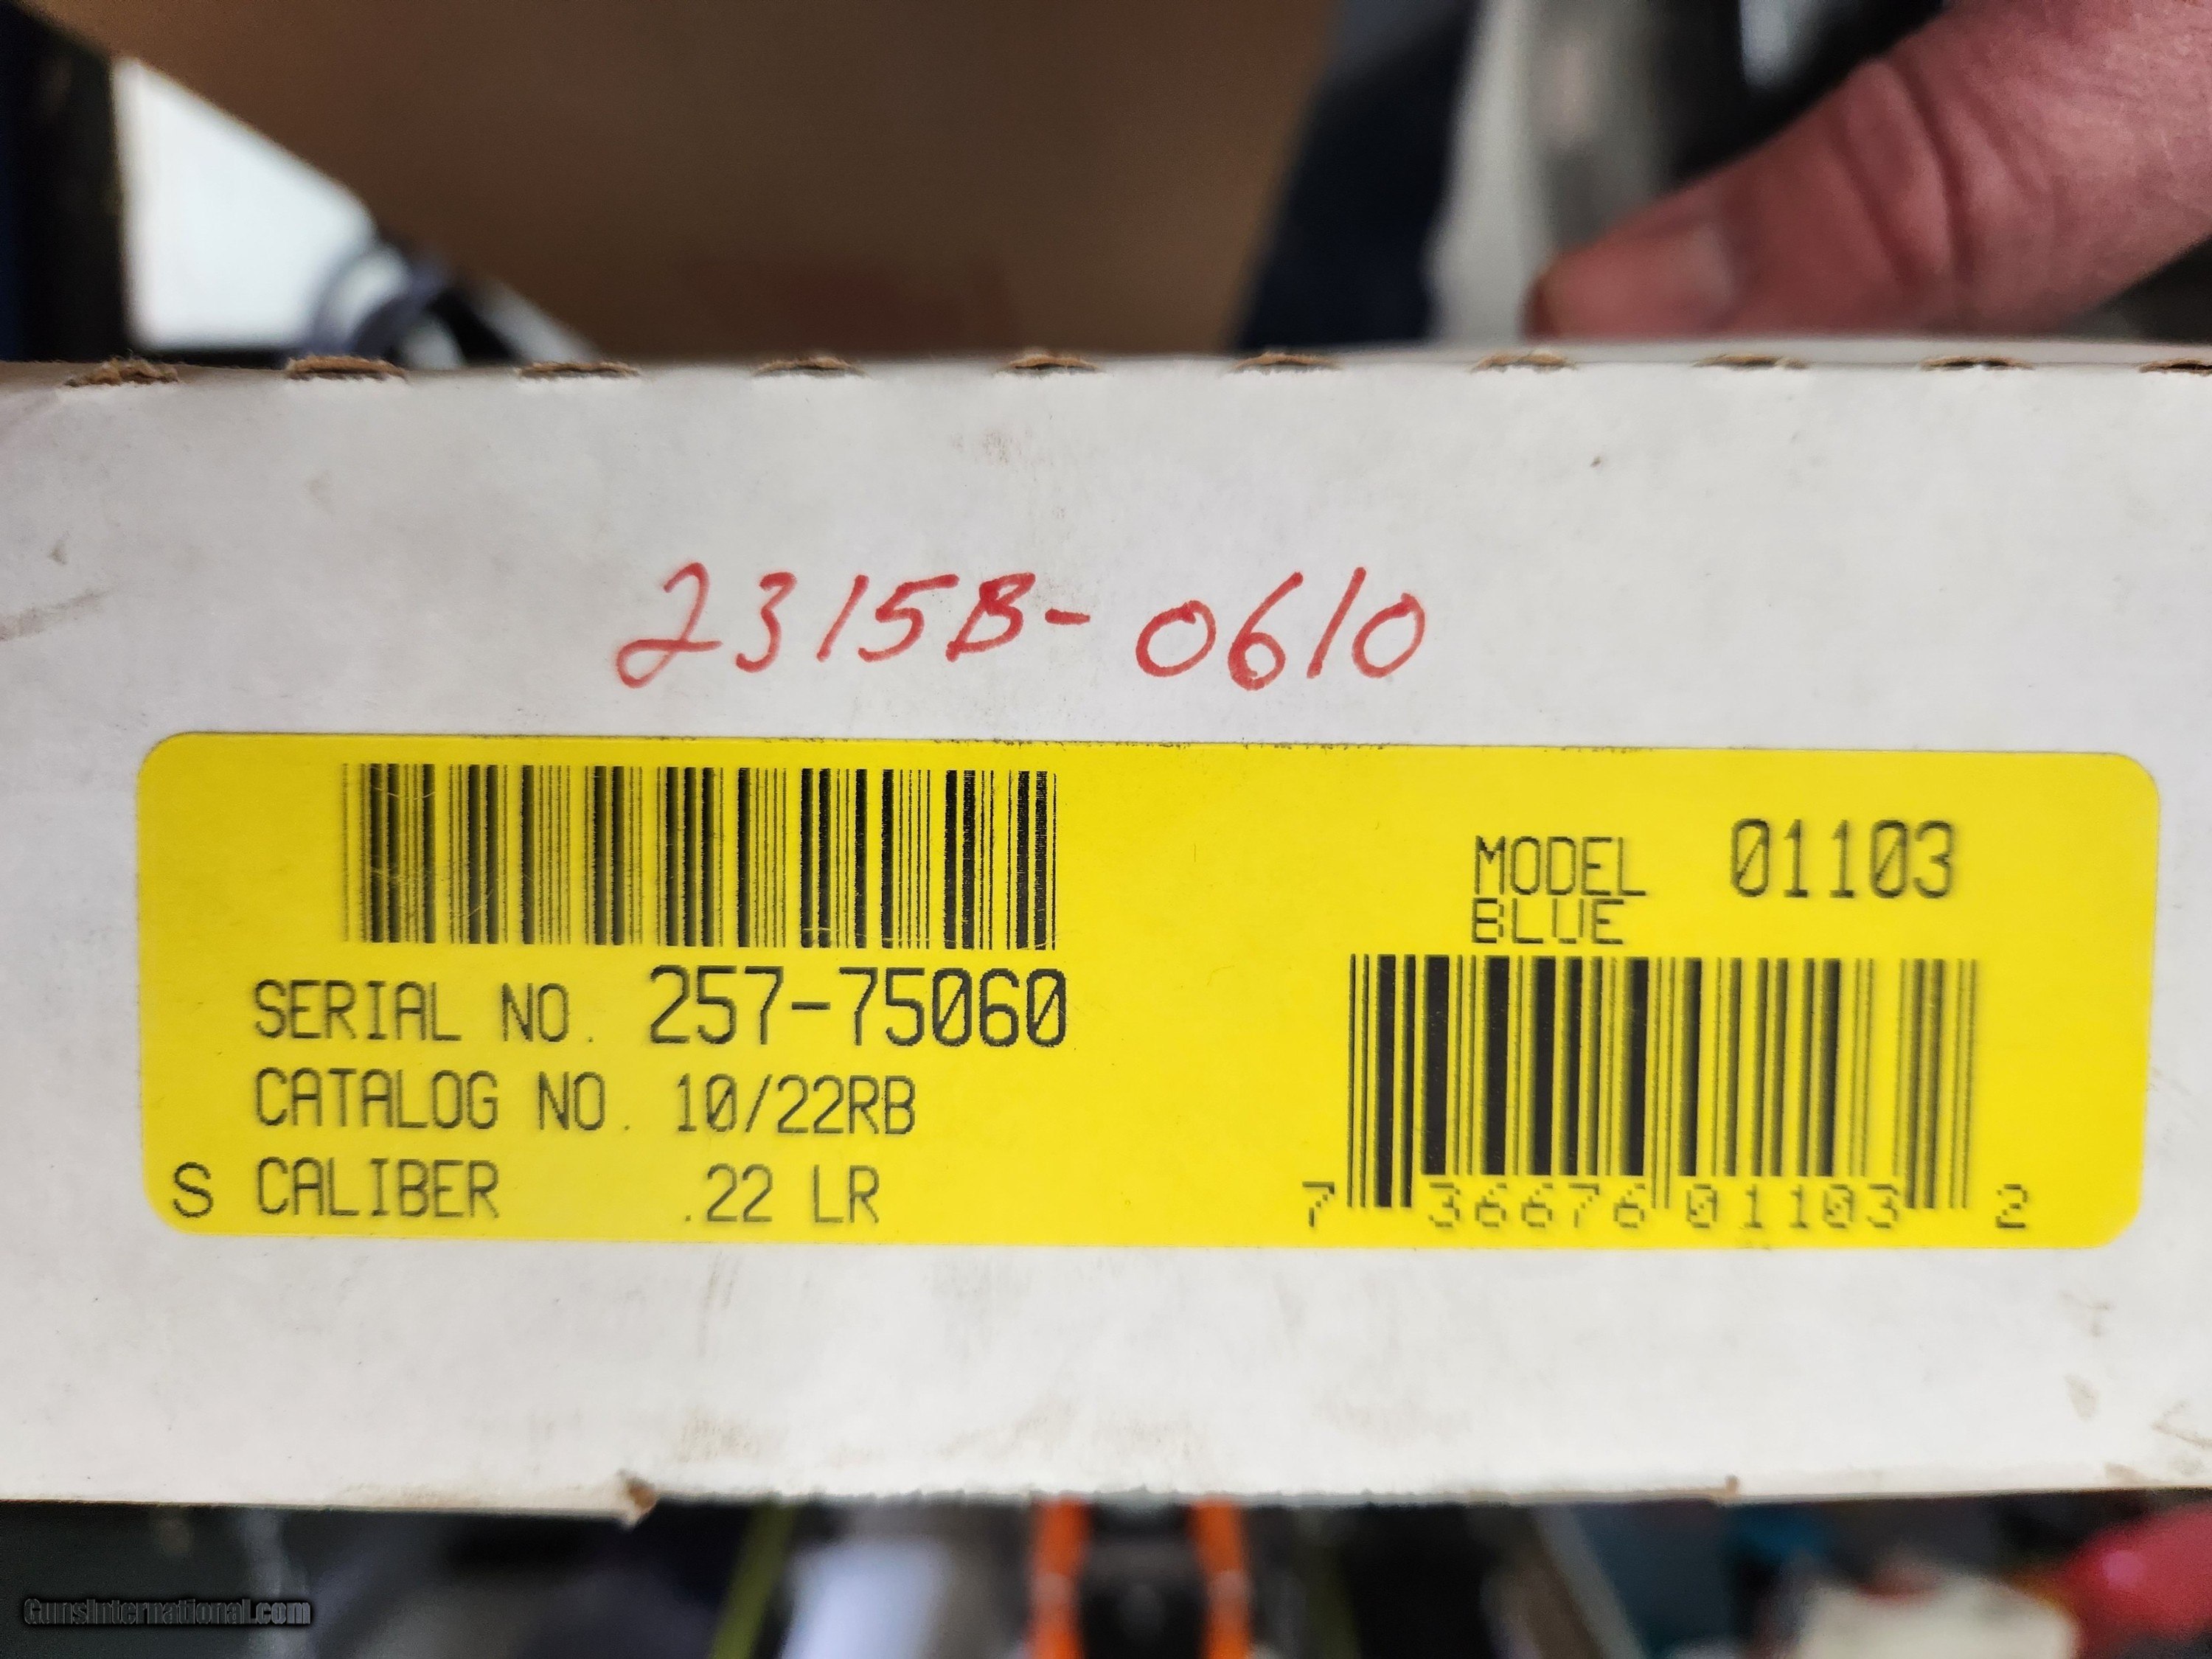 2315B-0610
MODEL 01103
BLUE
SERIAL NO. 257-75060
CATALOG NO. 10/22RB
S CALIBER .22 LR
7 36676 01103 2
GunsInternational.com